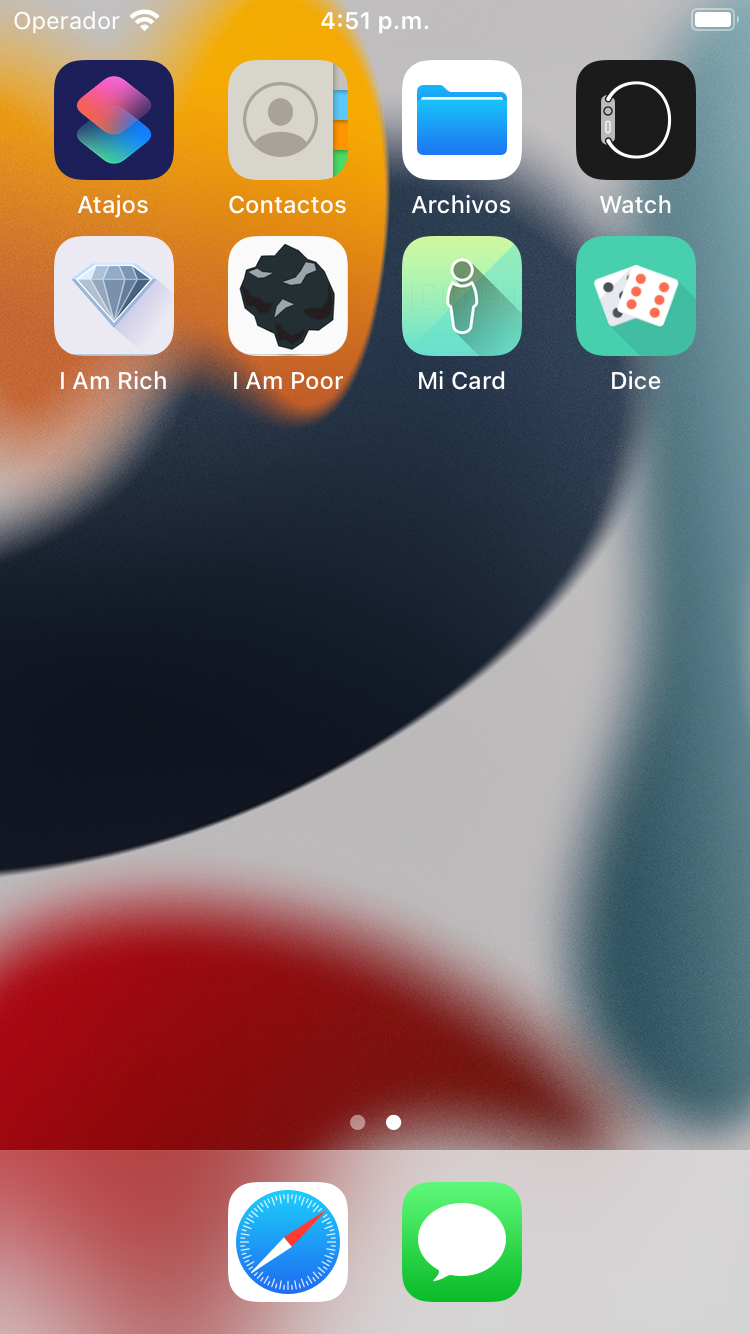 Operador 4:51 p.m.
Atajos Contactos Archivos Watch
I Am Rich I Am Poor Mi Card Dice